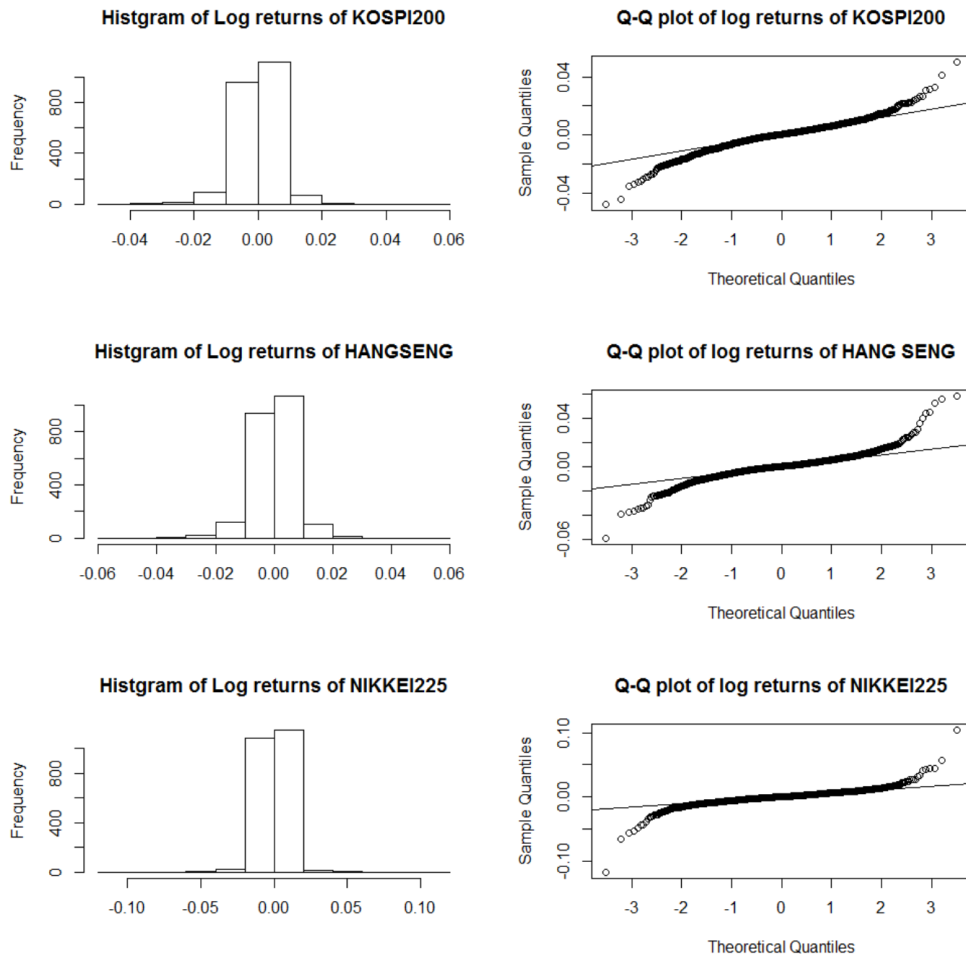 Histgram of Log returns of KOSPI200
Frequency
0 400 800
-0.04 -0.02 0.00 0.02 0.04 0.06
Q-Q plot of log returns of KOSPI200
Sample Quantiles
-0.04 0.00 0.04
-3 -2 -1 0 1 2 3
Theoretical Quantiles
Histgram of Log returns of HANGSENG
Frequency
0 400 800
-0.06 -0.04 -0.02 0.00 0.02 0.04 0.06
Q-Q plot of log returns of HANG SENG
Sample Quantiles
-0.06 0.00 0.04
-3 -2 -1 0 1 2 3
Theoretical Quantiles
Histgram of Log returns of NIKKEI225
Frequency
0 400 800
-0.10 -0.05 0.00 0.05 0.10
Q-Q plot of log returns of NIKKEI225
Sample Quantiles
-0.10 0.00 0.10
-3 -2 -1 0 1 2 3
Theoretical Quantiles